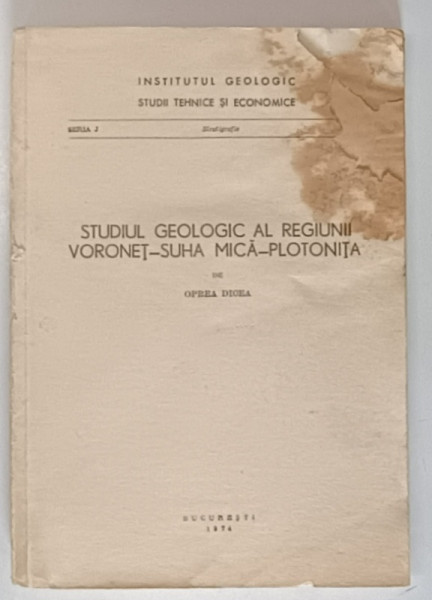 INSTITUTUL GEOLOGIC
STUDII TEHNICE ȘI ECONOMICE
SERIA J Stratigrafie
STUDIUL GEOLOGIC AL REGIUNII
VORONEȚ–SUHA MICĂ–PLOTONIȚA
DE
OPREA DICEA
BUCUREȘTI
1974